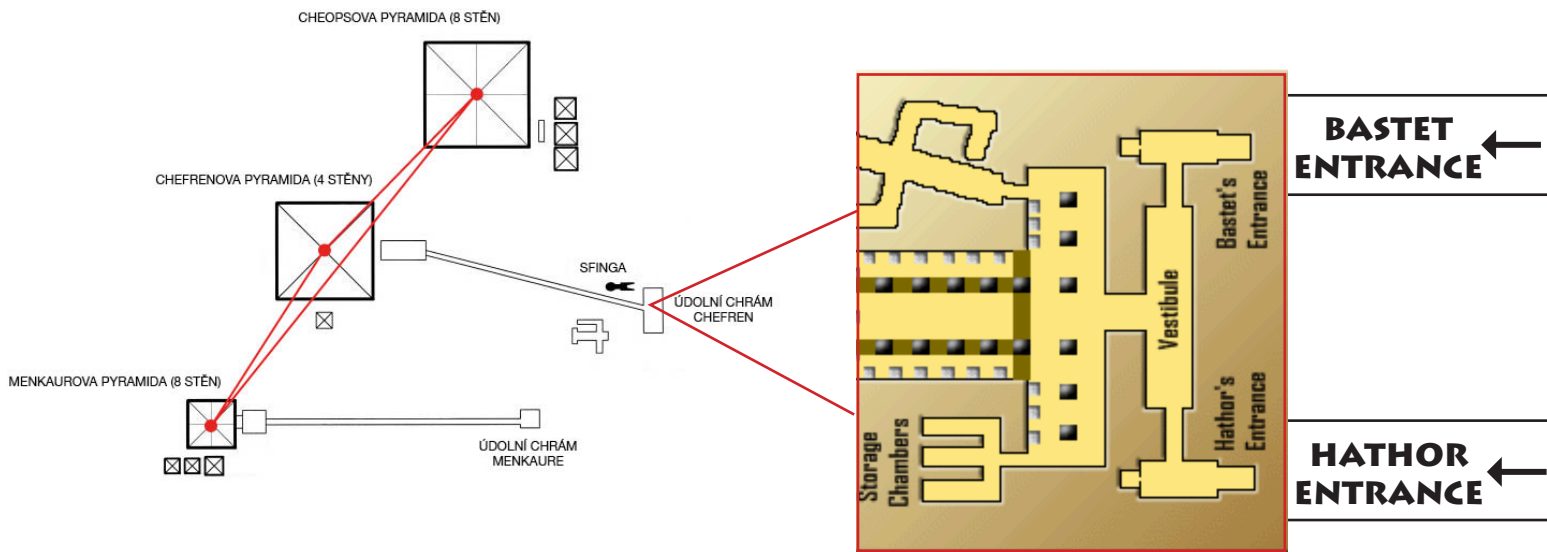 CHEOPSOVA PYRAMIDA (8 STĚN)
CHEFRENOVA PYRAMIDA (4 STĚNY)
SFINGA
ÚDOLNÍ CHRÁM
CHEFREN
MENKAUROVA PYRAMIDA (8 STĚN)
ÚDOLNÍ CHRÁM
MENKAURE
Storage
Chambers
Vestibule
Bastet's
Entrance
Hathor's
Entrance
BASTET
ENTRANCE
HATHOR
ENTRANCE